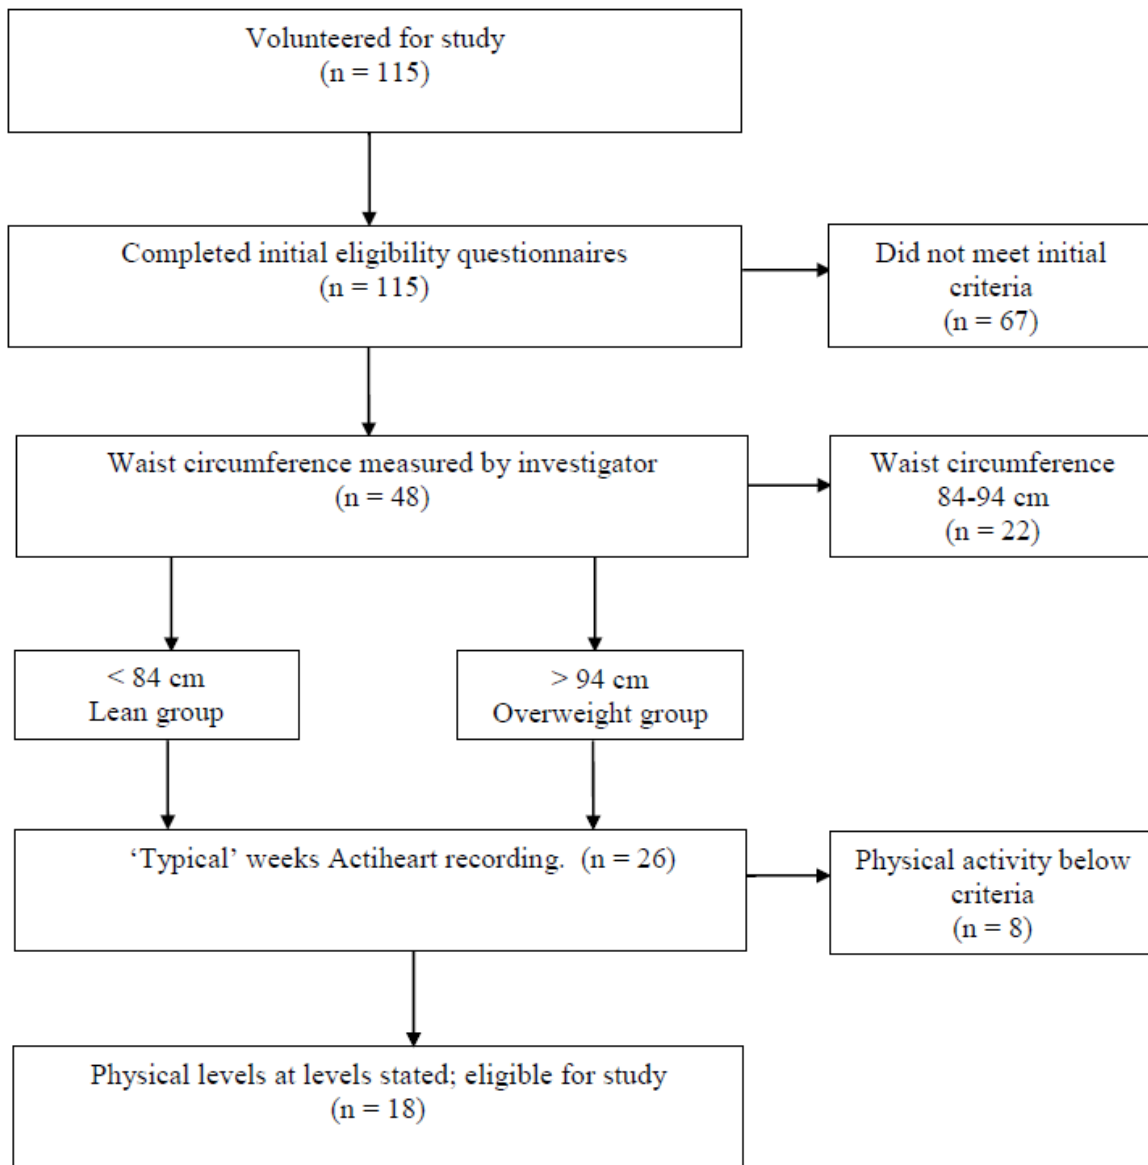 Volunteered for study
(n = 115)
Completed initial eligibility questionnaires
(n = 115)
Did not meet initial
criteria
(n = 67)
Waist circumference measured by investigator
(n = 48)
Waist circumference
84-94 cm
(n = 22)
< 84 cm
Lean group
> 94 cm
Overweight group
‘Typical’ weeks Actiheart recording.  (n = 26)
Physical activity below
criteria
(n = 8)
Physical levels at levels stated; eligible for study
(n = 18)